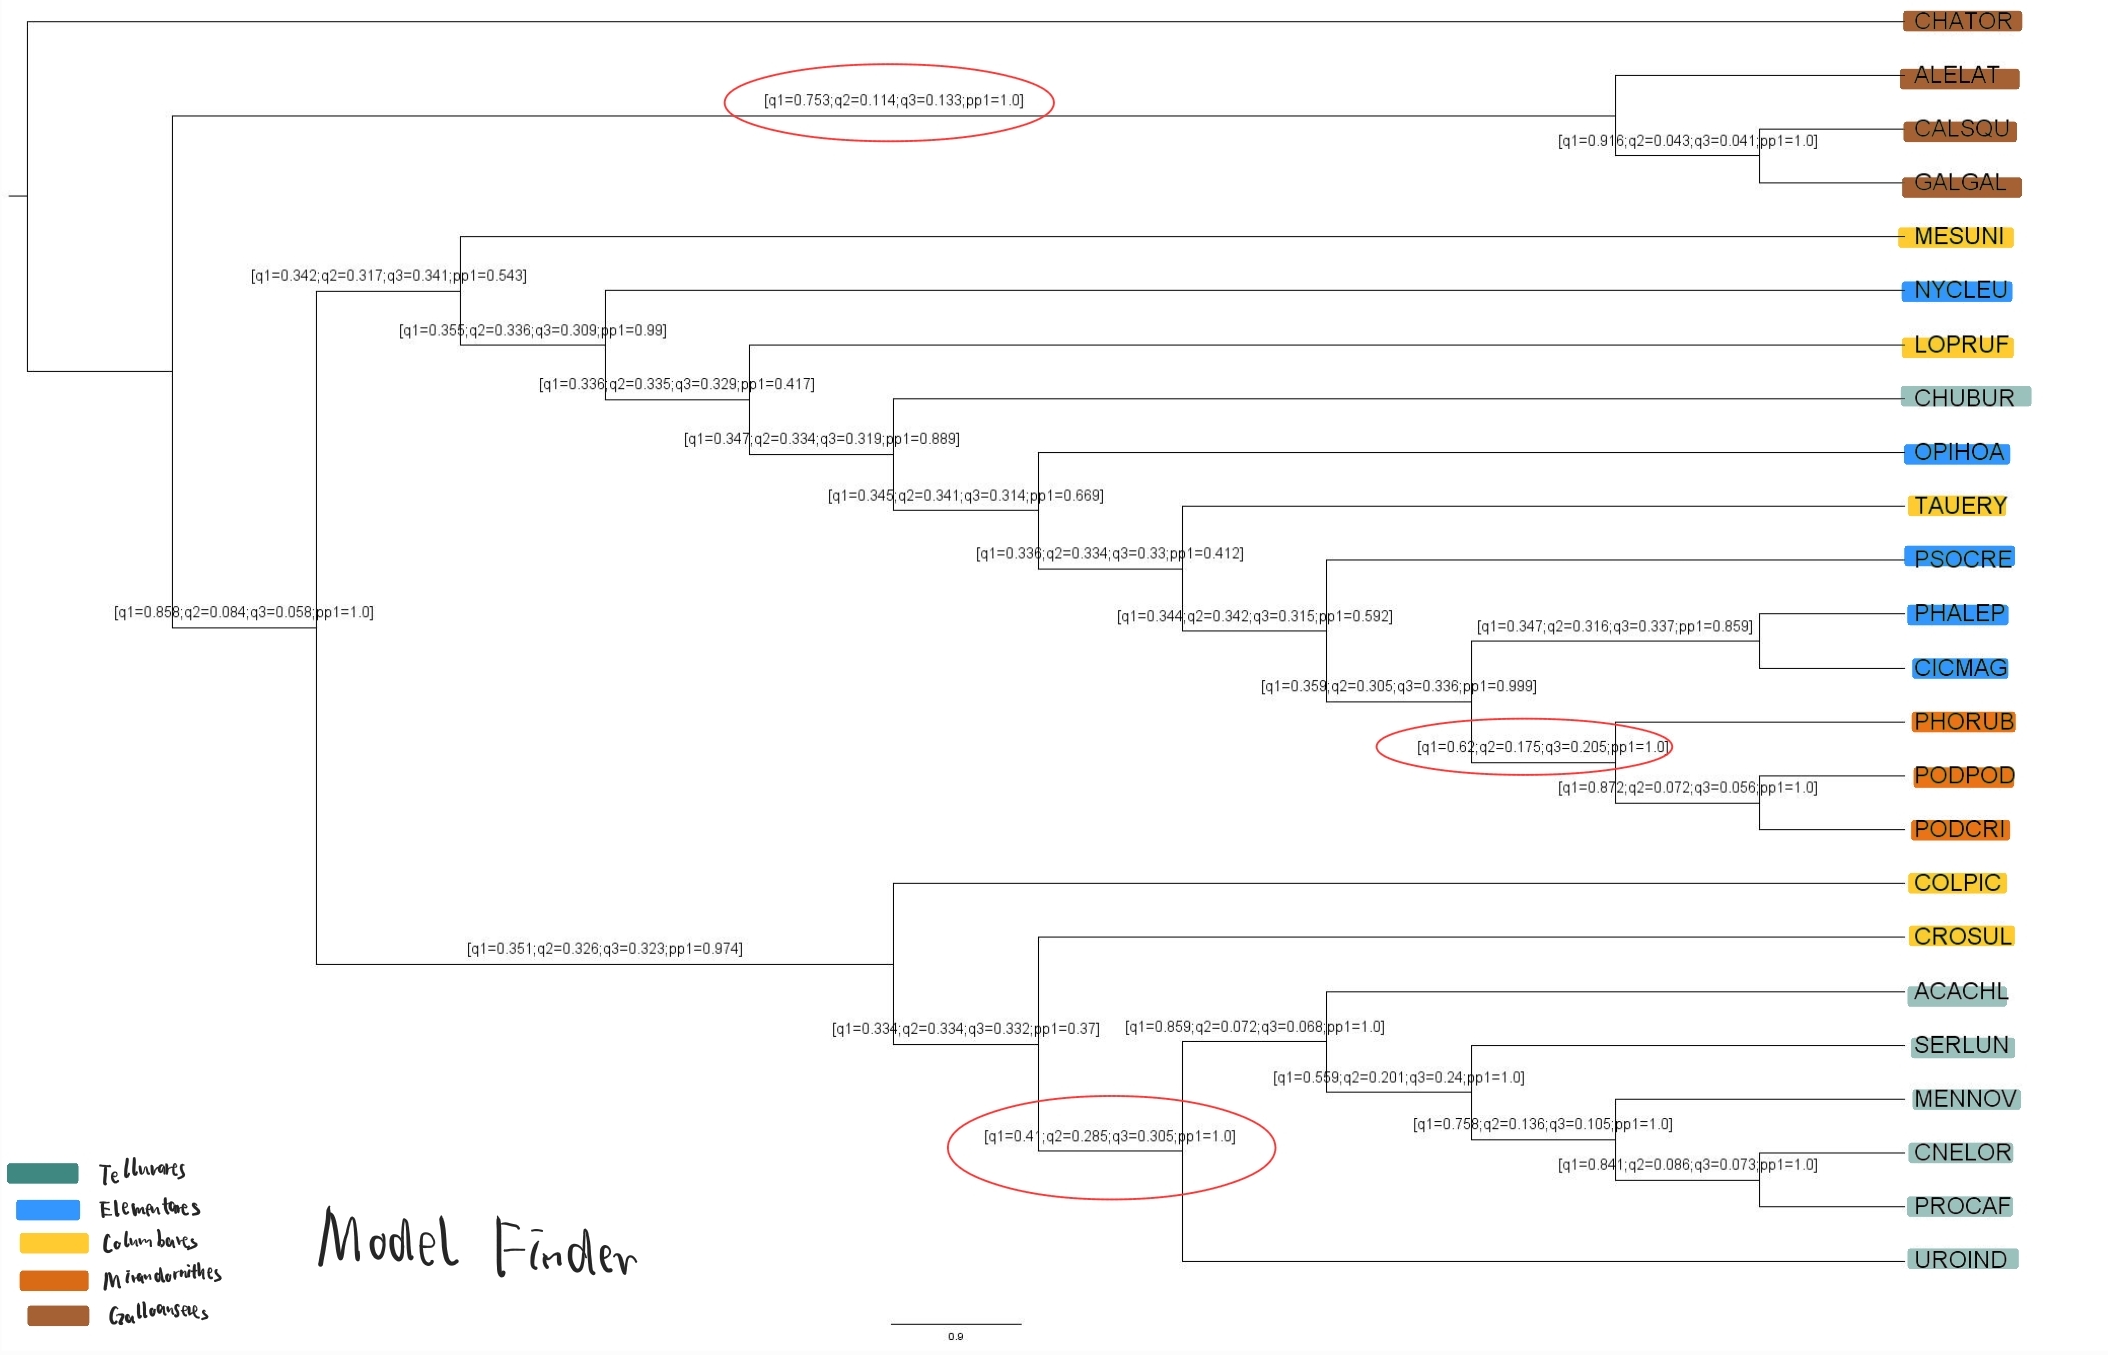 CHATOR
ALELAT
[q1=0.753;q2=0.114;q3=0.133;pp1=1.0]
CALSQU
[q1=0.916;q2=0.043;q3=0.041;pp1=1.0]
GALGAL
MESUNI
[q1=0.342;q2=0.317;q3=0.341;pp1=0.543]
NYCLEU
[q1=0.355;q2=0.336;q3=0.309;pp1=0.99]
LOPRUF
[q1=0.336;q2=0.335;q3=0.329;pp1=0.417]
CHUBUR
[q1=0.347;q2=0.334;q3=0.319;pp1=0.889]
OPIHOA
[q1=0.345;q2=0.341;q3=0.314;pp1=0.669]
TAUERY
[q1=0.336;q2=0.334;q3=0.33;pp1=0.412]
PSOCRE
[q1=0.858;q2=0.084;q3=0.058;pp1=1.0]
[q1=0.344;q2=0.342;q3=0.315;pp1=0.592]
PHALEP
[q1=0.347;q2=0.316;q3=0.337;pp1=0.859]
CICMAG
[q1=0.359;q2=0.305;q3=0.336;pp1=0.999]
PHORUB
[q1=0.62;q2=0.175;q3=0.205;pp1=1.0]
PODPOD
[q1=0.872;q2=0.072;q3=0.056;pp1=1.0]
PODCRI
COLPIC
CROSUL
[q1=0.351;q2=0.326;q3=0.323;pp1=0.974]
ACACHL
[q1=0.334;q2=0.334;q3=0.332;pp1=0.37]
[q1=0.859;q2=0.072;q3=0.068;pp1=1.0]
SERLUN
[q1=0.559;q2=0.201;q3=0.24;pp1=1.0]
MENNOV
[q1=0.758;q2=0.136;q3=0.105;pp1=1.0]
[q1=0.41;q2=0.285;q3=0.305;pp1=1.0]
CNELOR
[q1=0.841;q2=0.086;q3=0.073;pp1=1.0]
PROCAF
UROIND
Telluraves
Elementaves
Columbaves
Mirandornithes
Galloanseres
Model Finder
0.9